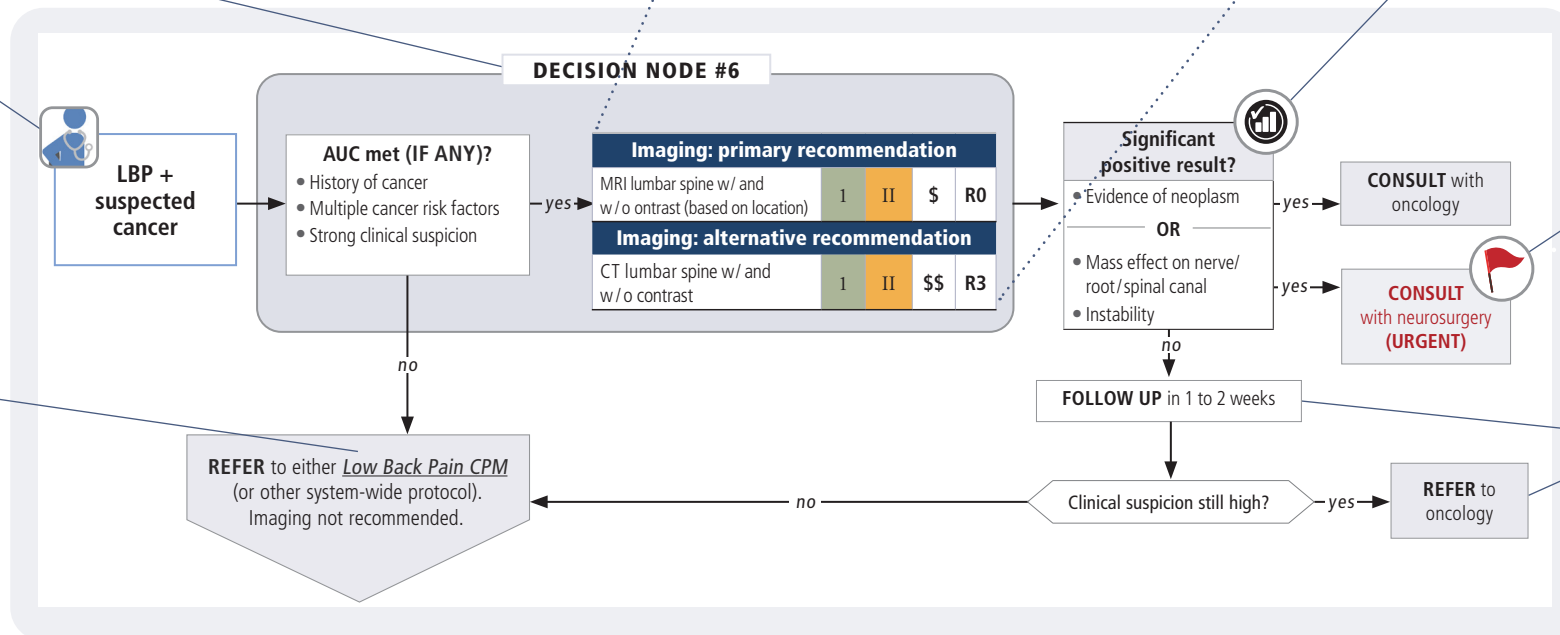 DECISION NODE #6
LBP +
suspected
cancer
AUC met (IF ANY)?
• History of cancer
• Multiple cancer risk factors
• Strong clinical suspicion
yes
Imaging: primary recommendation
MRI lumbar spine w/ and
w/o ontrast (based on location)
1 II $ R0
Imaging: alternative recommendation
CT lumbar spine w/ and
w/o contrast
1 II $$ R3
Significant
positive result?
• Evidence of neoplasm
OR
• Mass effect on nerve/
root/spinal canal
• Instability
yes
CONSULT with
oncology
yes
CONSULT
with neurosurgery
(URGENT)
no
no
FOLLOW UP in 1 to 2 weeks
REFER to either Low Back Pain CPM
(or other system-wide protocol).
Imaging not recommended.
no
Clinical suspicion still high?
yes
REFER to
oncology